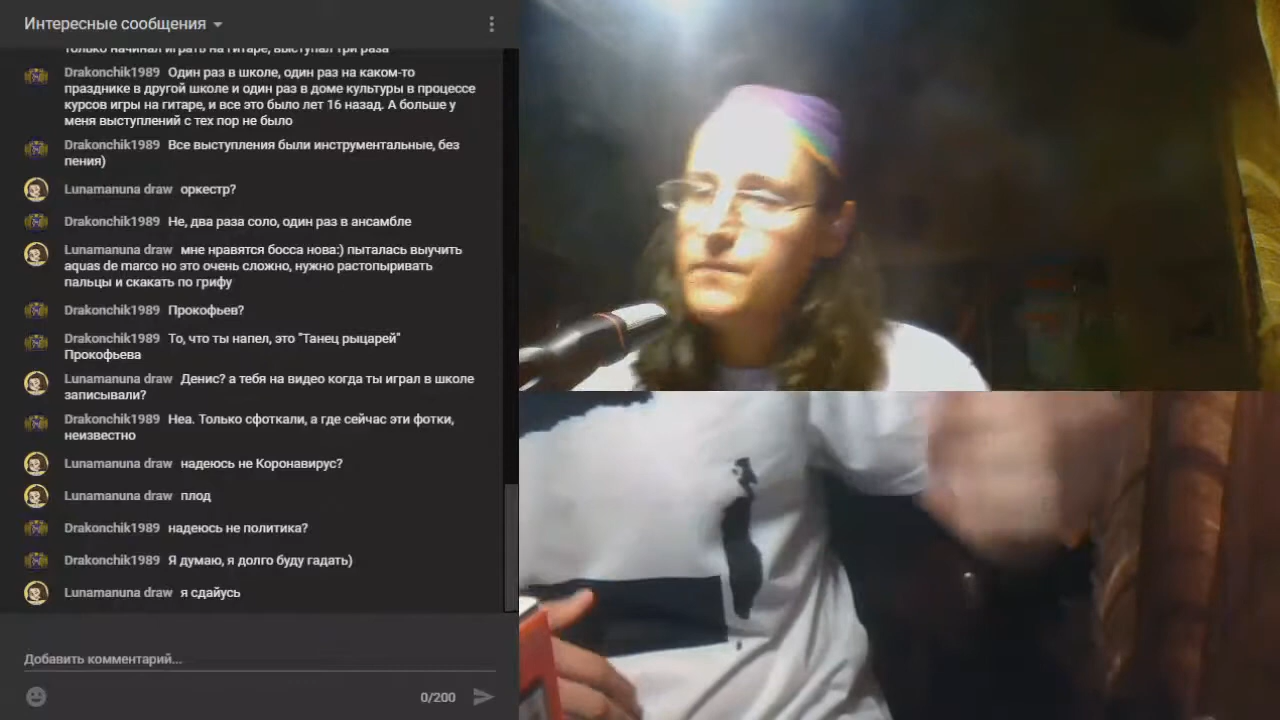 Интересные сообщения
только начинал играть на гитаре, выступал три раза
Drakonchik1989 Один раз в школе, один раз на каком-то
празднике в другой школе и один раз в доме культуры в процессе
курсов игры на гитаре, и все это было лет 16 назад. А больше у
меня выступлений с тех пор не было
Drakonchik1989 Все выступления были инструментальные, без
пения)
Lunamanuna draw оркестр?
Drakonchik1989 Не, два раза соло, один раз в ансамбле
Lunamanuna draw мне нравятся босса нова:) пыталась выучить
aquas de marco но это очень сложно, нужно растопыривать
пальцы и скакать по грифу
Drakonchik1989 Прокофьев?
Drakonchik1989 То, что ты напел, это "Танец рыцарей"
Прокофьева
Lunamanuna draw Денис? а тебя на видео когда ты играл в школе
записывали?
Drakonchik1989 Неа. Только сфоткали, а где сейчас эти фотки,
неизвестно
Lunamanuna draw надеюсь не Коронавирус?
Lunamanuna draw плод
Drakonchik1989 надеюсь не политика?
Drakonchik1989 Я думаю, я долго буду гадать)
Lunamanuna draw я сдайусь
Добавить комментарий...
0/200